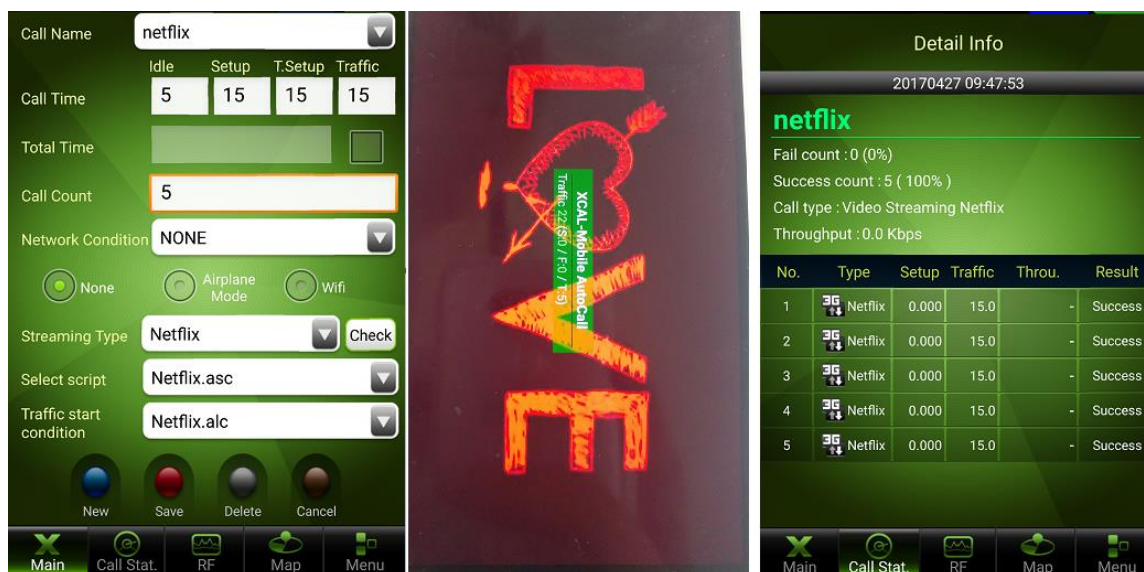 Call Name
netflix
Idle Setup T.Setup Traffic
Call Time 5 15 15 15
Total Time
Call Count 5
Network Condition NONE
None Airplane Mode Wifi
Streaming Type Netflix Check
Select script Netflix.asc
Traffic start condition Netflix.alc
New Save Delete Cancel
Main Call Stat. RF Map Menu
LOVE
XCAL-Mobile AutoCall
Traffic 22 (S:0 / F:0 / T:5)
Detail Info
20170427 09:47:53
netflix
Fail count : 0 (0%)
Success count : 5 ( 100% )
Call type : Video Streaming Netflix
Throughput : 0.0 Kbps
No. Type Setup Traffic Throu. Result
1 3G Netflix 0.000 15.0 - Success
2 3G Netflix 0.000 15.0 - Success
3 3G Netflix 0.000 15.0 - Success
4 3G Netflix 0.000 15.0 - Success
5 3G Netflix 0.000 15.0 - Success
Main Call Stat. RF Map Menu